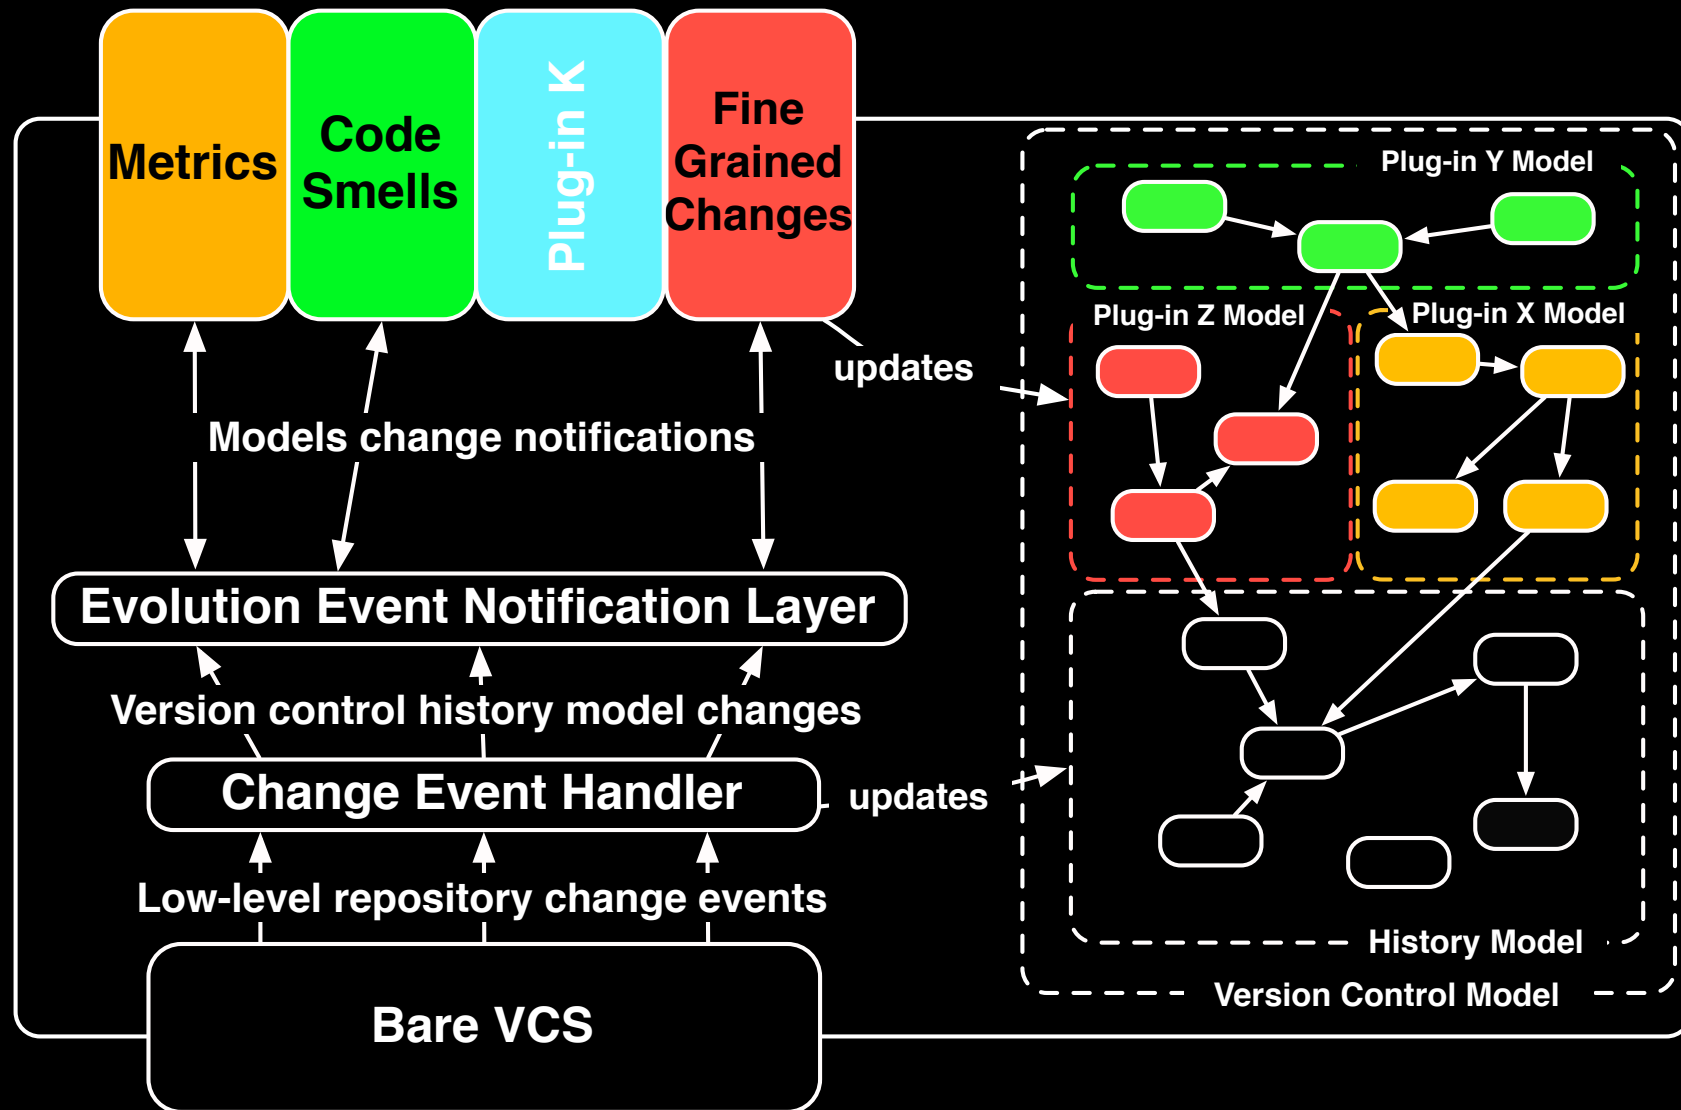 Metrics
Code
Smells
Plug-in K
Fine
Grained
Changes
updates
Models change notifications
Evolution Event Notification Layer
Version control history model changes
Change Event Handler
updates
Low-level repository change events
Bare VCS
Plug-in Y Model
Plug-in Z Model
Plug-in X Model
History Model
Version Control Model